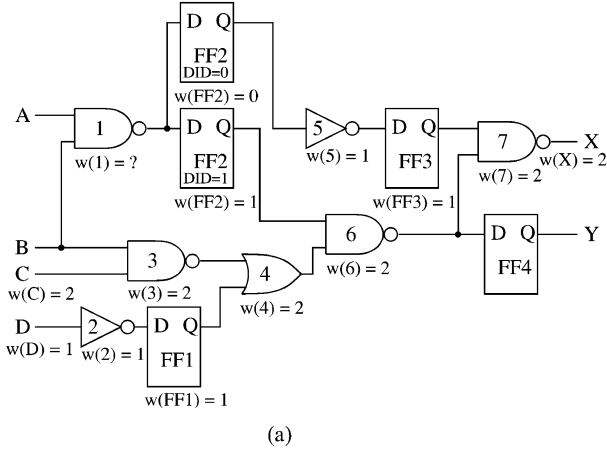 D Q
FF2
DID=0
w(FF2) = 0
A
1
w(1) = ?
D Q
FF2
DID=1
w(FF2) = 1
5
w(5) = 1
D Q
FF3
w(FF3) = 1
7
w(7) = 2
X
w(X) = 2
B
C
w(C) = 2
3
w(3) = 2
4
w(4) = 2
6
w(6) = 2
D Q
FF4
Y
D
w(D) = 1
2
w(2) = 1
D Q
FF1
w(FF1) = 1
(a)